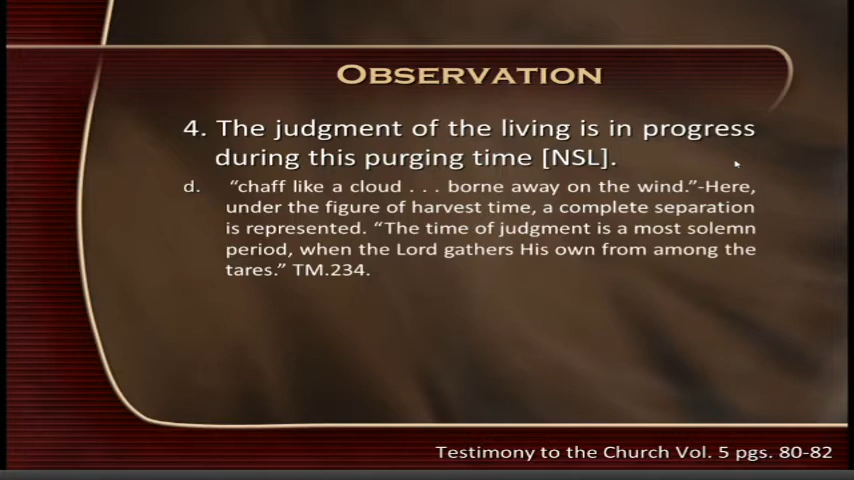 OBSERVATION
4. The judgment of the living is in progress
during this purging time [NSL].
d. “chaff like a cloud . . . borne away on the wind.”-Here,
under the figure of harvest time, a complete separation
is represented. “The time of judgment is a most solemn
period, when the Lord gathers His own from among the
tares.” TM.234.
Testimony to the Church Vol. 5 pgs. 80-82